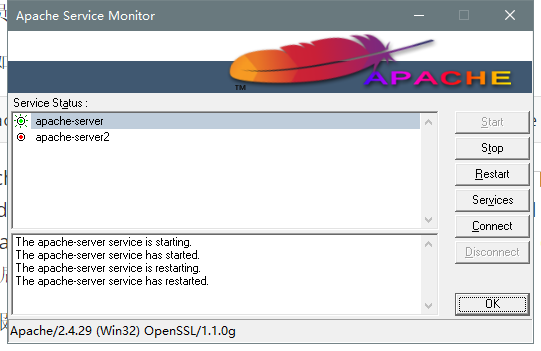 Apache Service Monitor
TM
APACHE
Service Status :
apache-server
apache-server2
Start
Stop
Restart
Services
Connect
Disconnect
The apache-server service is starting.
The apache-server service has started.
The apache-server service is restarting.
The apache-server service has restarted.
OK
Apache/2.4.29 (Win32) OpenSSL/1.1.0g